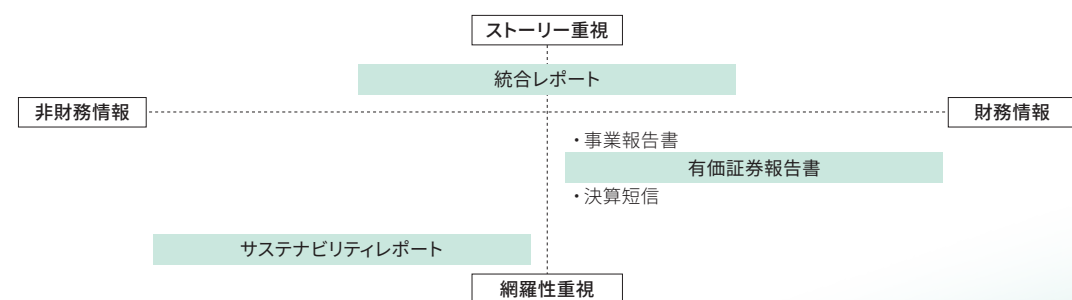 ストーリー重視
統合レポート
非財務情報
財務情報
・事業報告書
有価証券報告書
・決算短信
サステナビリティレポート
網羅性重視